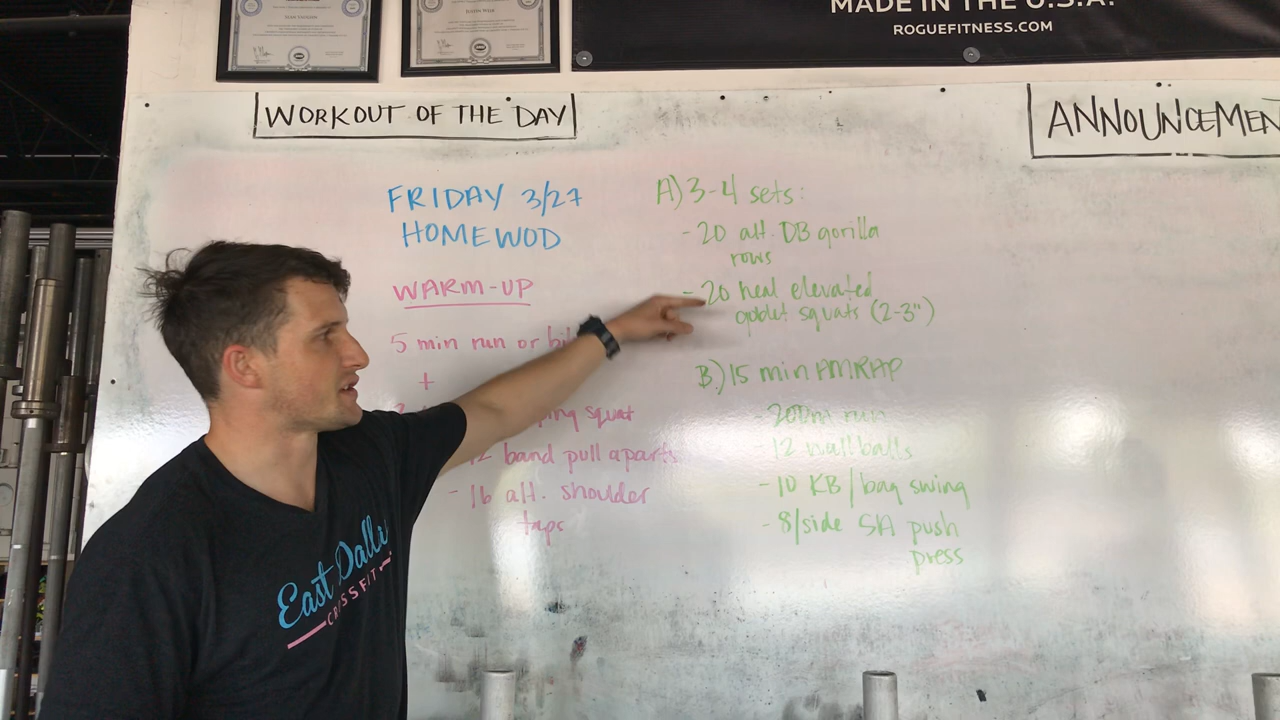 MADE IN THE U.S.A.
ROGUEFITNESS.COM
WORKOUT OF THE DAY
ANNOUNCEMEN
FRIDAY 3/27
HOMEWOD
WARM-UP
5 min run or
+
squat
12 band pull aparts
- 16 alt. shoulder
taps
A) 3-4 sets:
- 20 alt. DB gorilla
rows
- 20 heal elevated
goblet squats (2-3")
B.) 15 min AMRAP
- 200m run
- 12 wallballs
- 10 KB/bag swing
- 8/side SA push
press
East Dalla
CROSSFIT